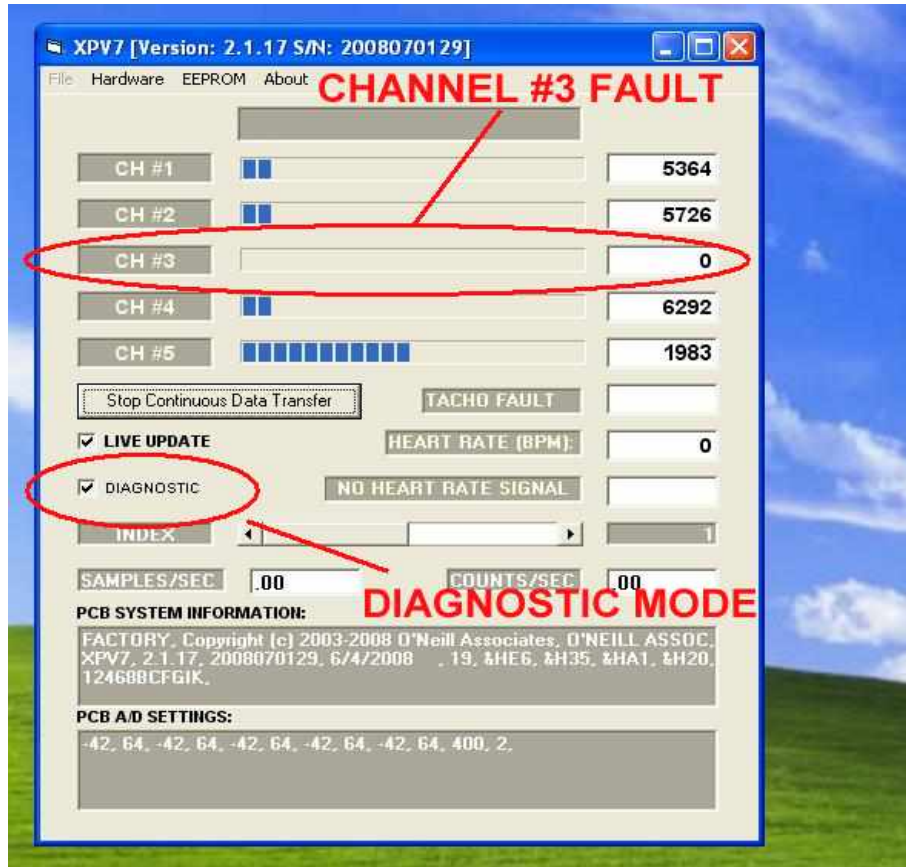 XPV7 [Version: 2.1.17 S/N: 2008070129]
File Hardware EEPROM About
CHANNEL #3 FAULT
CH #1 5364
CH #2 5726
CH #3 0
CH #4 6292
CH #5 1983
Stop Continuous Data Transfer TACHO FAULT
LIVE UPDATE HEART RATE (BPM): 0
DIAGNOSTIC NO HEART RATE SIGNAL
INDEX 1
SAMPLES/SEC .00 COUNTS/SEC .00
DIAGNOSTIC MODE
PCB SYSTEM INFORMATION:
FACTORY, Copyright (c) 2003-2008 O'Neill Associates, O'NEILL ASSOC,
XPV7, 2.1.17, 2008070129, 6/4/2008 , 19, &HE6, &H35, &HA1, &H20,
12468BCFGIK,
PCB A/D SETTINGS:
-42, 64, -42, 64, -42, 64, -42, 64, -42, 64, 400, 2,